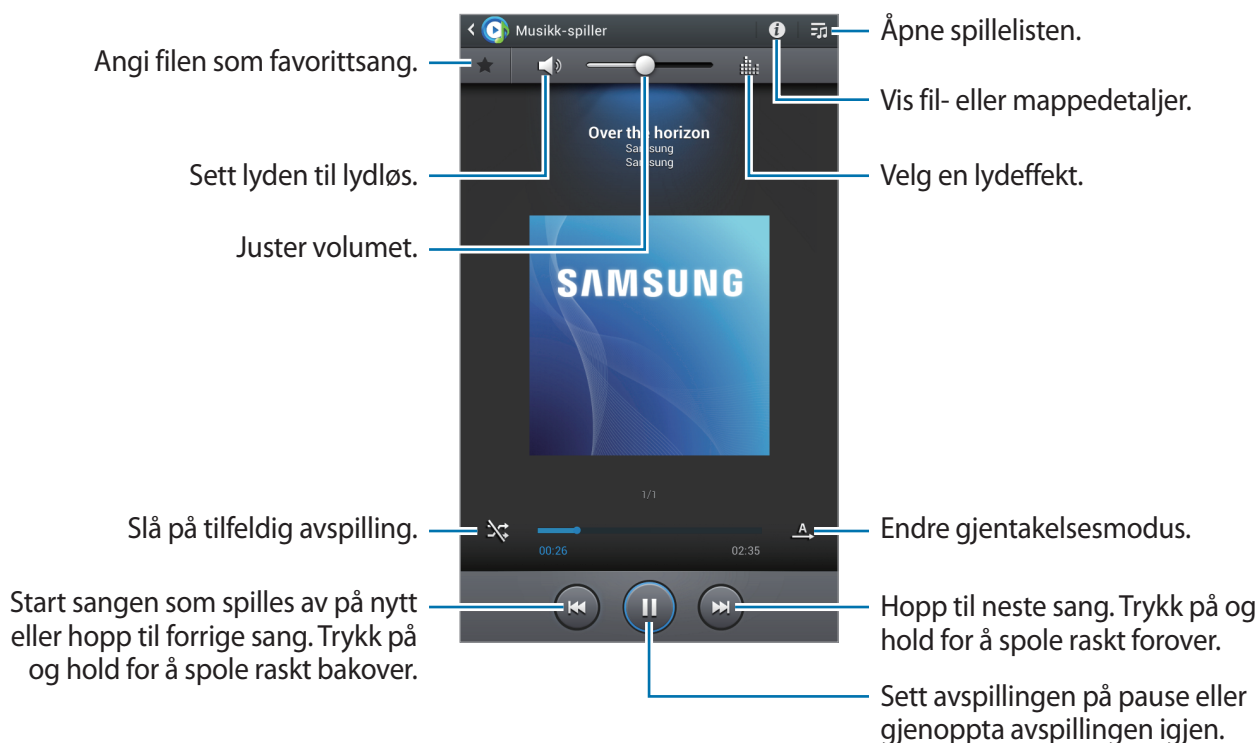 Musikk-spiller
Åpne spillelisten.
Angi filen som favorittsang.
Vis fil- eller mappedetaljer.
Over the horizon
Samsung
Samsung
Sett lyden til lydløs.
Velg en lydeffekt.
Juster volumet.
SAMSUNG
1/1
Slå på tilfeldig avspilling.
A
Endre gjentakelsesmodus.
00:26
02:35
Start sangen som spilles av på nytt
eller hopp til forrige sang. Trykk på
og hold for å spole raskt bakover.
Hopp til neste sang. Trykk på og
hold for å spole raskt forover.
Sett avspillingen på pause eller
gjenoppta avspillingen igjen.